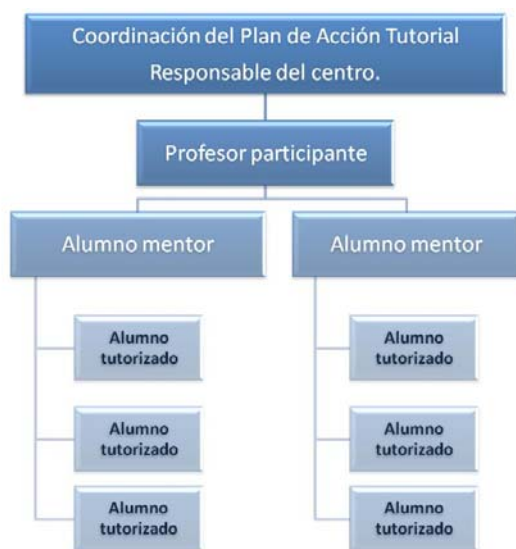 Coordinación del Plan de Acción Tutorial
Responsable del centro.
Profesor participante
Alumno mentor
Alumno mentor
Alumno
tutorizado
Alumno
tutorizado
Alumno
tutorizado
Alumno
tutorizado
Alumno
tutorizado
Alumno
tutorizado